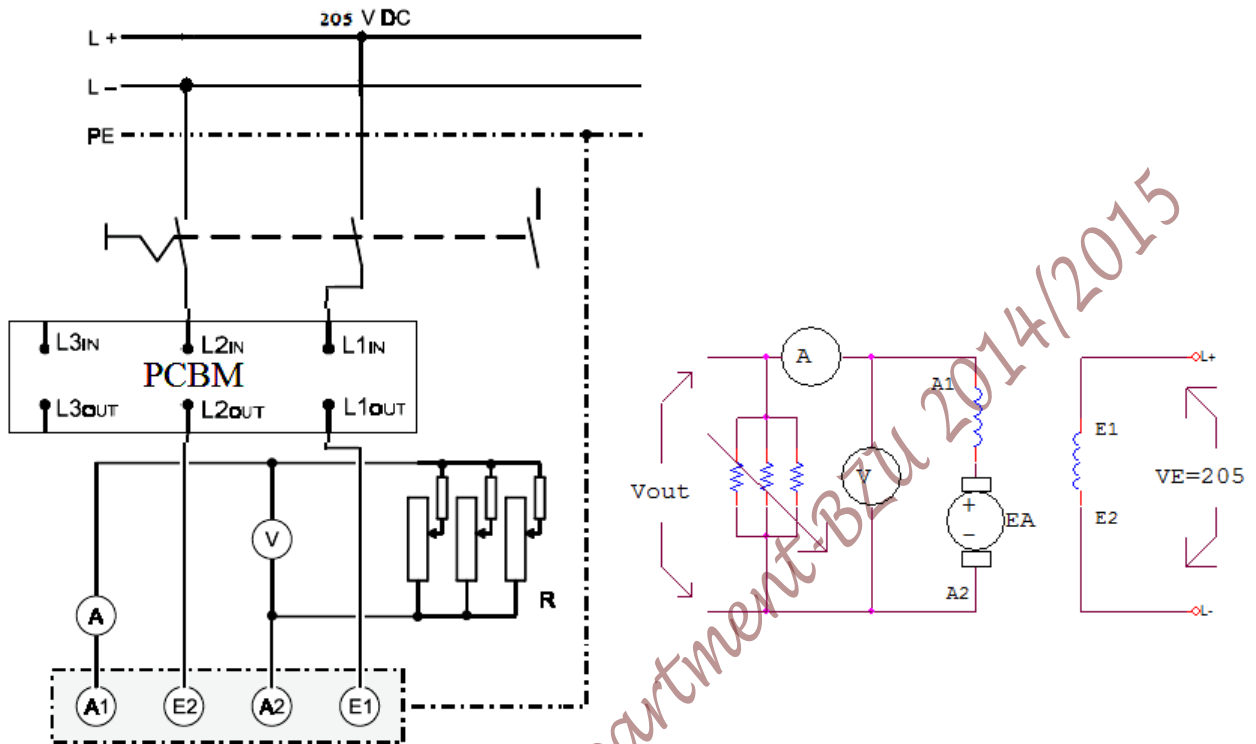 205 V DC
L +
L –
PE
L3IN L2IN L1IN
PCBM
L3OUT L2OUT L1OUT
V
A
R
A1 E2 A2 E1
A
A1
V
Vout
+
–
EA
A2
E1
E2
L+
VE=205
L-
partment-BZU 2014/2015